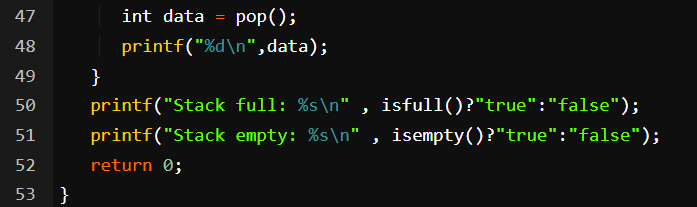 47 int data = pop();
48 printf("%d\n",data);
49 }
50 printf("Stack full: %s\n" , isfull()?"true":"false");
51 printf("Stack empty: %s\n" , isempty()?"true":"false");
52 return 0;
53 }